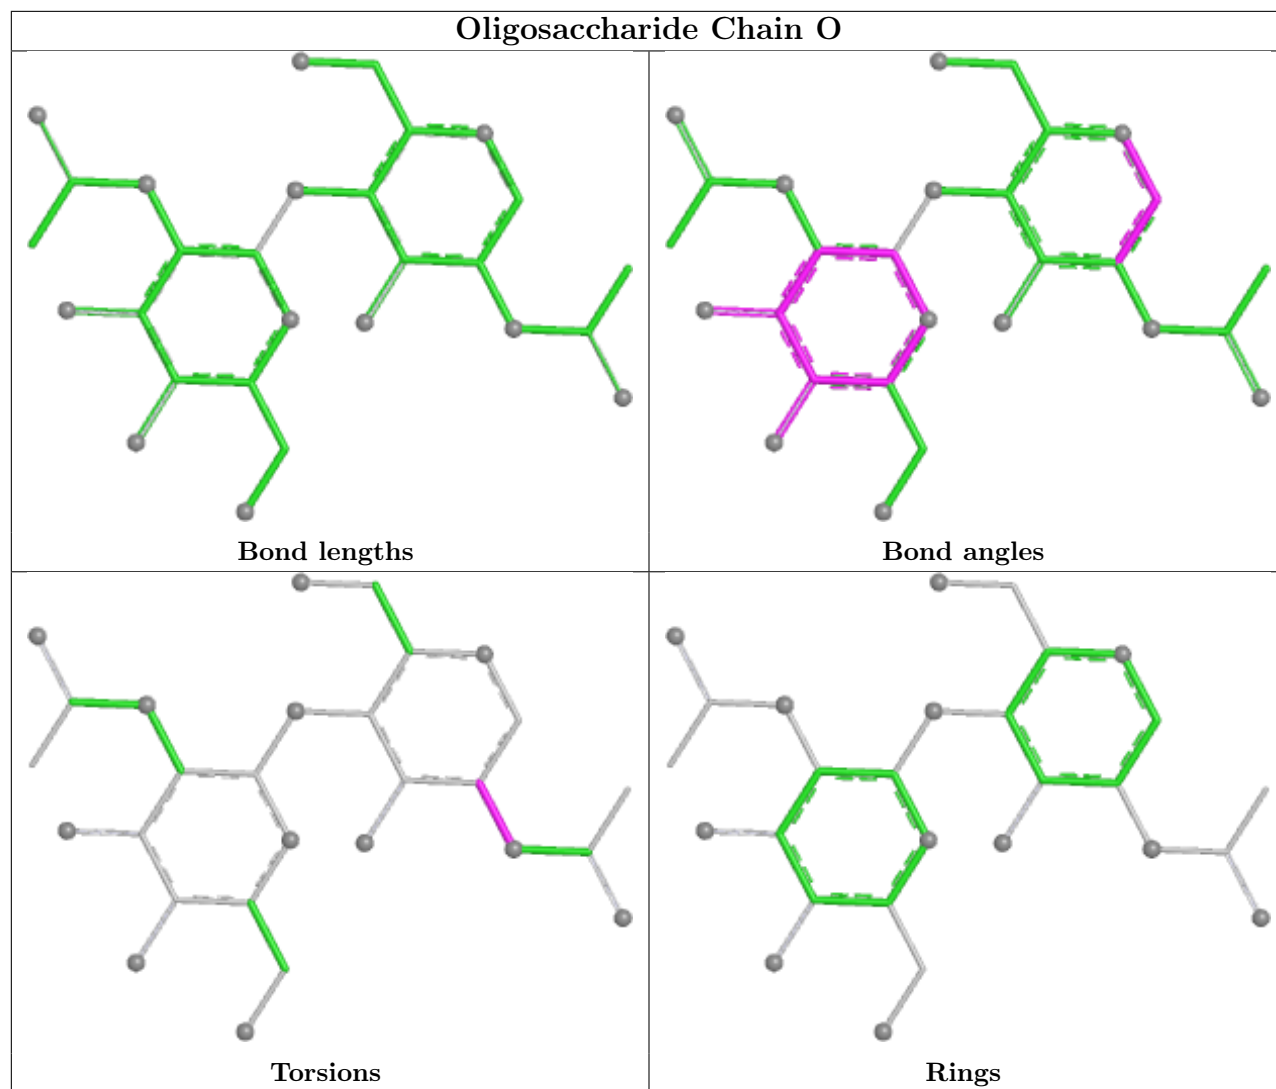 Oligosaccharide Chain O
Bond lengths
Bond angles
Torsions
Rings